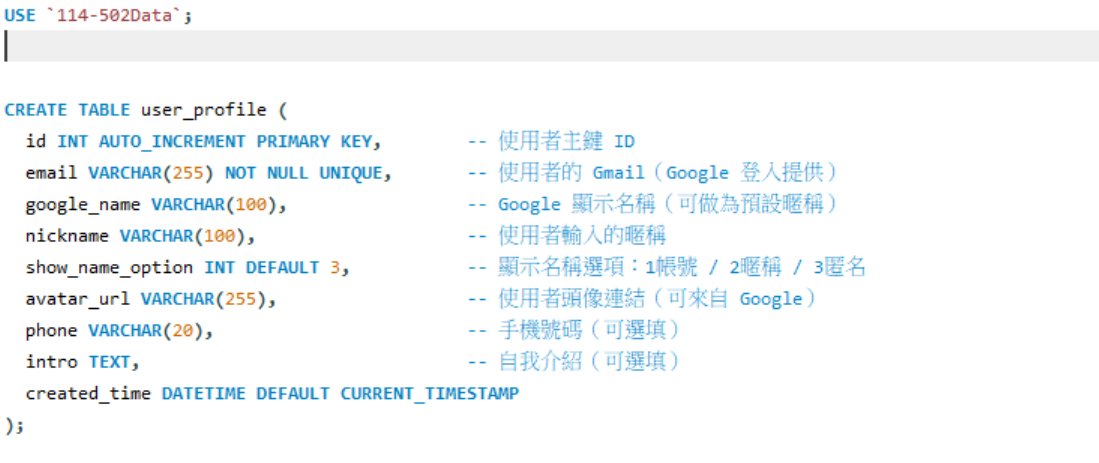 USE `114-502Data`;
CREATE TABLE user_profile (
id INT AUTO_INCREMENT PRIMARY KEY, -- 使用者主鍵 ID
email VARCHAR(255) NOT NULL UNIQUE, -- 使用者的 Gmail（Google 登入提供）
google_name VARCHAR(100), -- Google 顯示名稱（可做為預設暱稱）
nickname VARCHAR(100), -- 使用者輸入的暱稱
show_name_option INT DEFAULT 3, -- 顯示名稱選項：1帳號 / 2暱稱 / 3匿名
avatar_url VARCHAR(255), -- 使用者頭像連結（可來自 Google）
phone VARCHAR(20), -- 手機號碼（可選填）
intro TEXT, -- 自我介紹（可選填）
created_time DATETIME DEFAULT CURRENT_TIMESTAMP
);